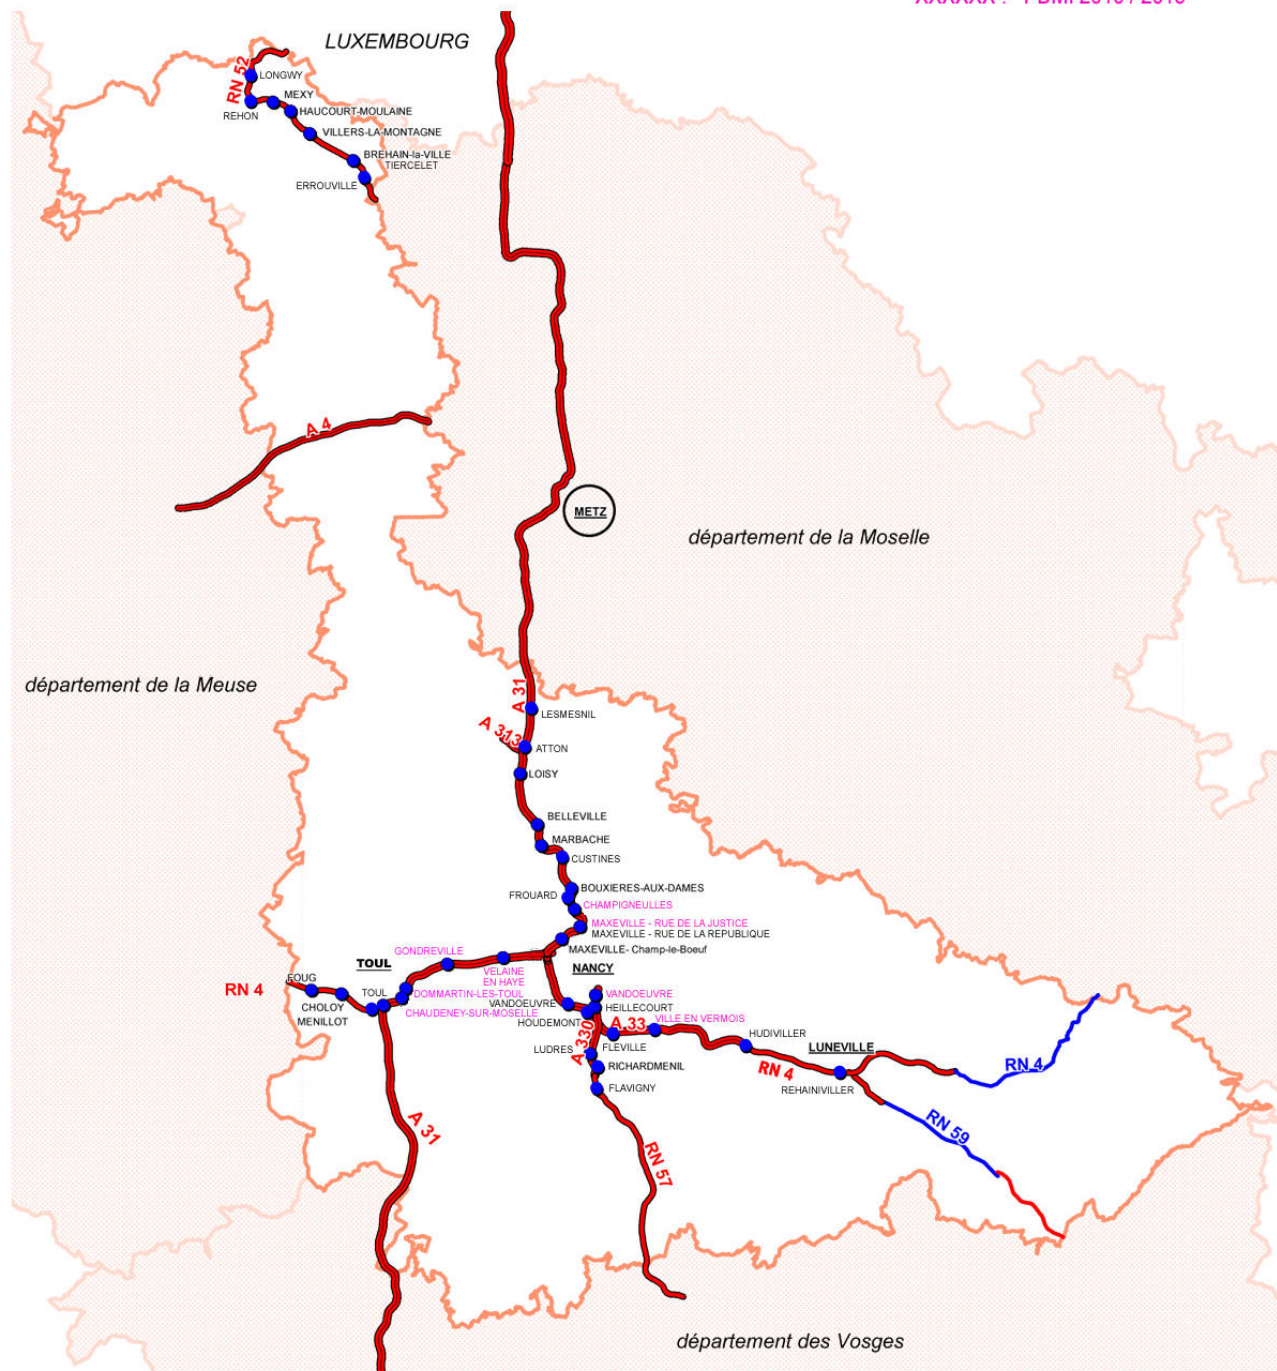 LUXEMBOURG
RN 52
LONGWY
MEXY
REHON
HAUCOURT-MOULAINE
VILLERS-LA-MONTAGNE
BREHAIN-la-VILLE
TIERCELET
ERROUVILLE
A 4
METZ
département de la Moselle
département de la Meuse
A 31
LESMESNIL
A 313
ATTON
LOISY
BELLEVILLE
MARBACHE
CUSTINES
BOUXIERES-AUX-DAMES
FROUARD
CHAMPIGNEULLES
MAXEVILLE - RUE DE LA JUSTICE
MAXEVILLE - RUE DE LA REPUBLIQUE
MAXEVILLE- Champ-le-Boeuf
GONDREVILLE
TOUL
NANCY
VELAINE
EN HAYE
FOUG
RN 4
TOUL
DOMMARTIN-LES-TOUL
CHOLOY
MENILLOT
CHAUDENEY-SUR-MOSELLE
VANDOEUVRE
VANDOEUVRE
HEILLECOURT
HOUDEMONT
A 33
VILLE EN VERMOIS
A 330
FLEVILLE
LUDRES
HUDIVILLER
LUNEVILLE
RICHARDMENIL
RN 4
RN 4
REHAINIVILLER
FLAVIGNY
A 31
RN 59
RN 57
département des Vosges